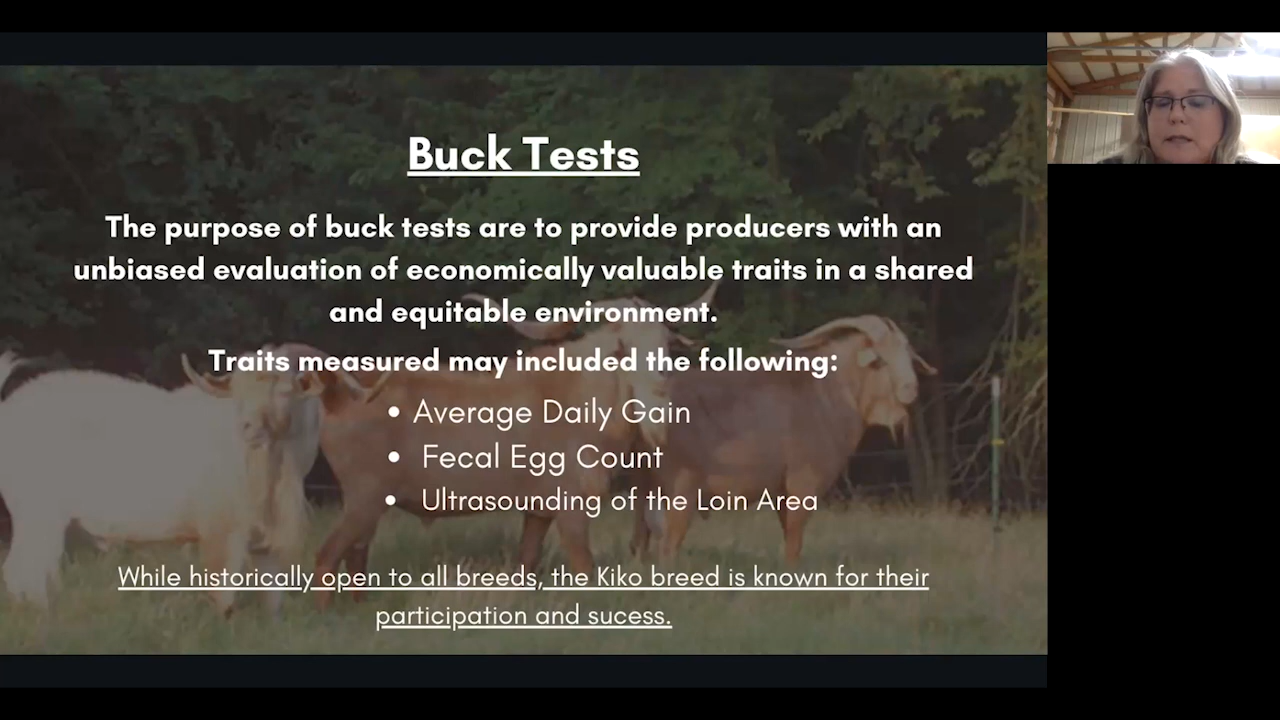 Buck Tests
The purpose of buck tests are to provide producers with an
unbiased evaluation of economically valuable traits in a shared
and equitable environment.
Traits measured may included the following:
• Average Daily Gain
• Fecal Egg Count
• Ultrasounding of the Loin Area
While historically open to all breeds, the Kiko breed is known for their
participation and sucess.